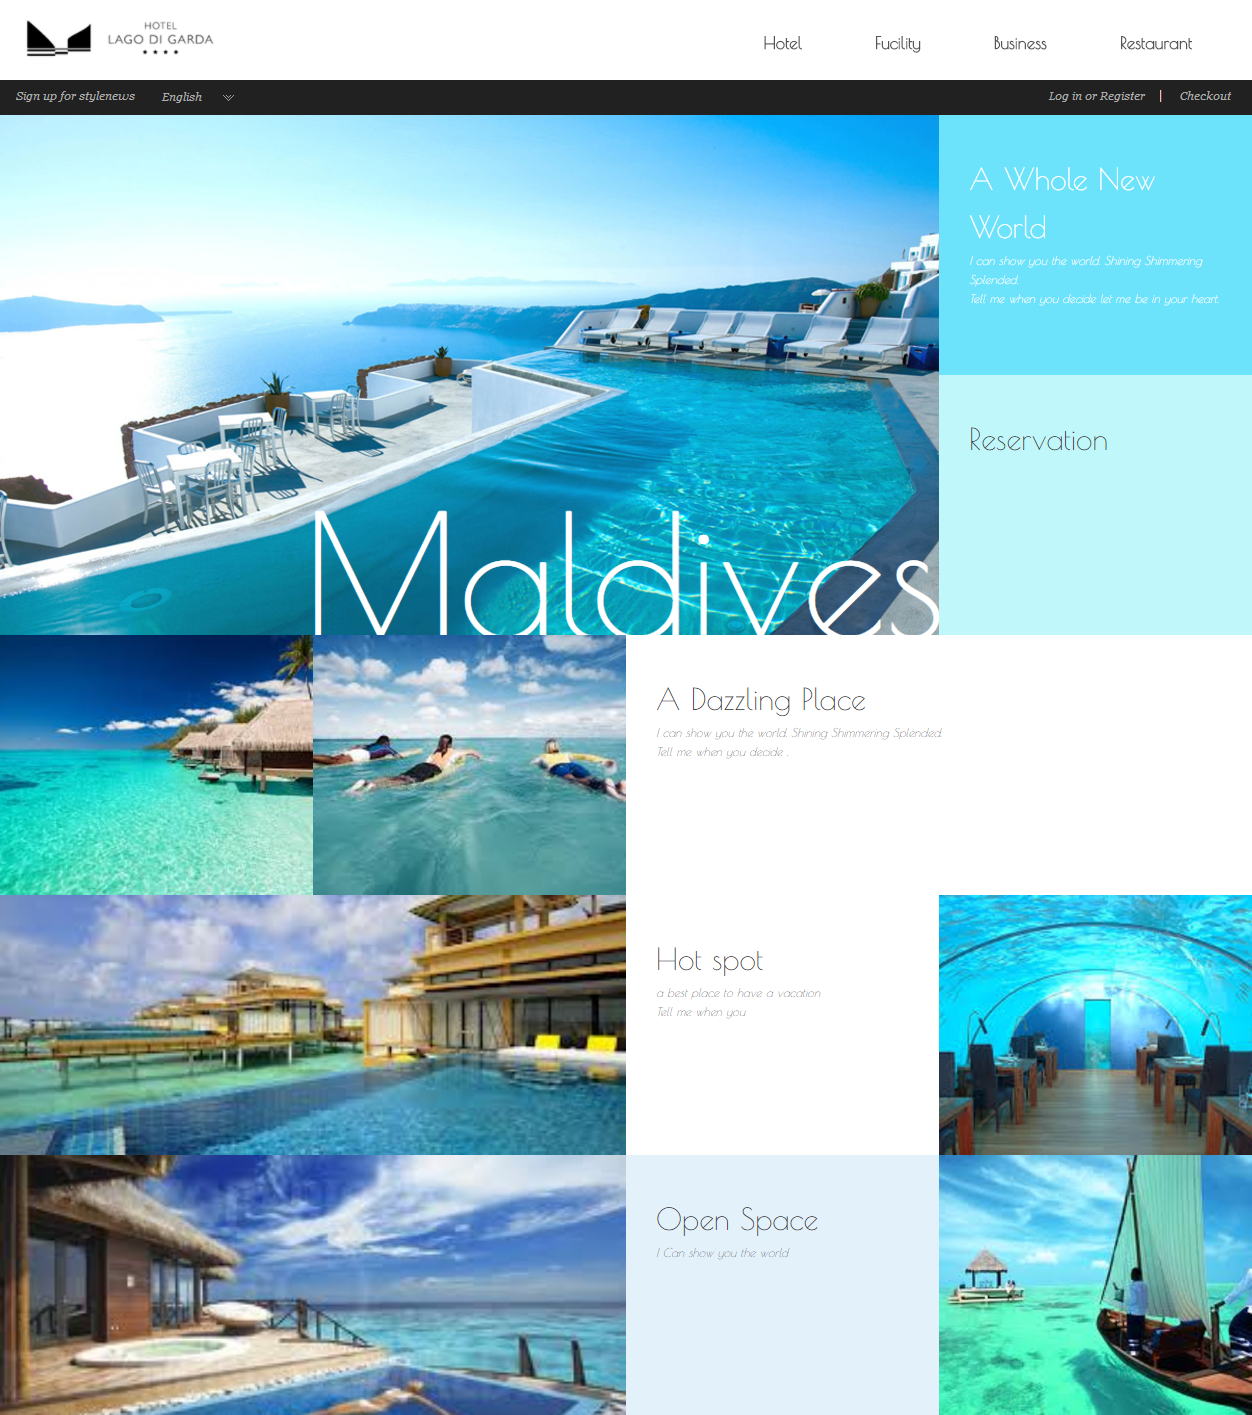 HOTEL
LAGO DI GARDA
Hotel
Fucility
Business
Restaurant
Sign up for stylenews
English
Log in or Register
Checkout
A Whole New
World
I can show you the world. Shining Shimmering
Splended.
Tell me when you decide let me be in your heart.
Reservation
Maldives
A Dazzling Place
I can show you the world. Shining Shimmering Splended.
Tell me when you decide .
Hot spot
a best place to have a vacation
Tell me when you
Open Space
I Can show you the world